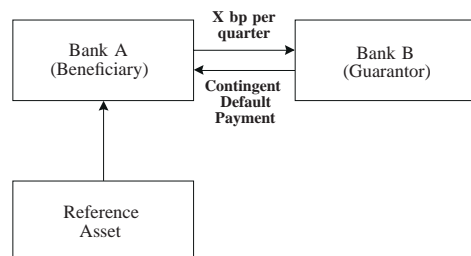 X bp per
quarter
Bank A
(Beneficiary)
Bank B
(Guarantor)
Contingent
Default
Payment
Reference
Asset